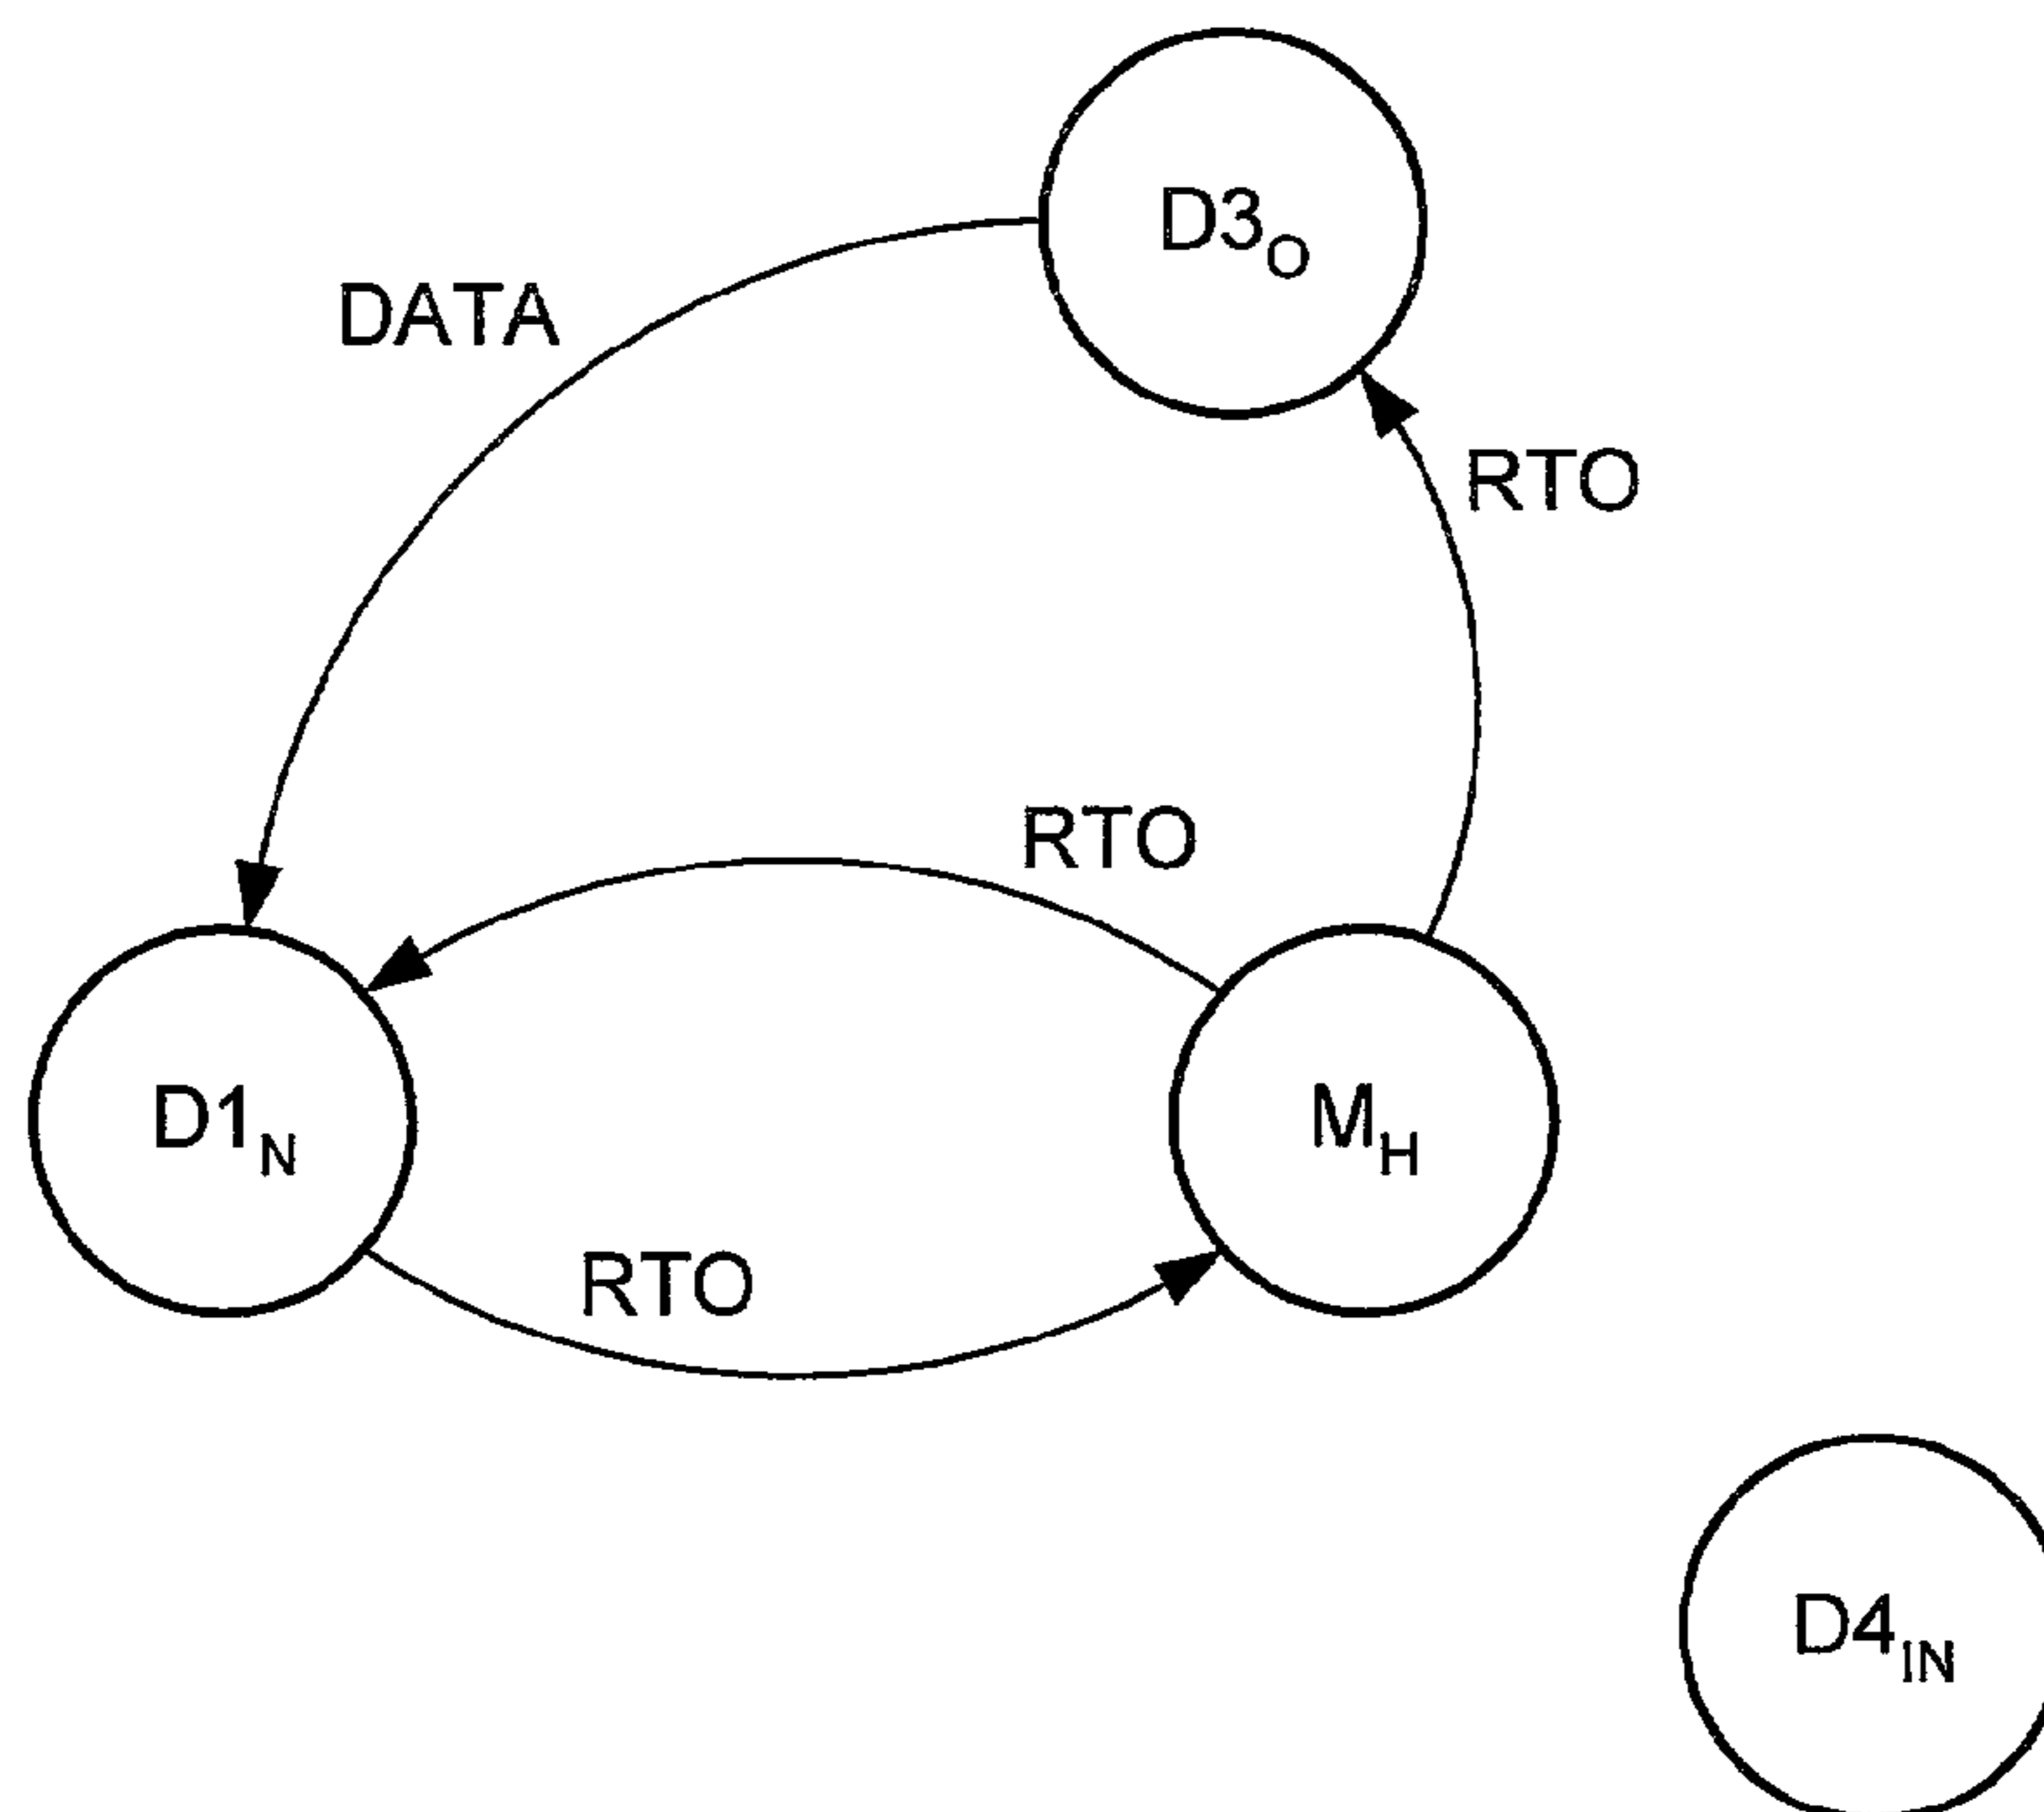 D3O
DATA
RTO
RTO
D1N
MH
RTO
D4IN